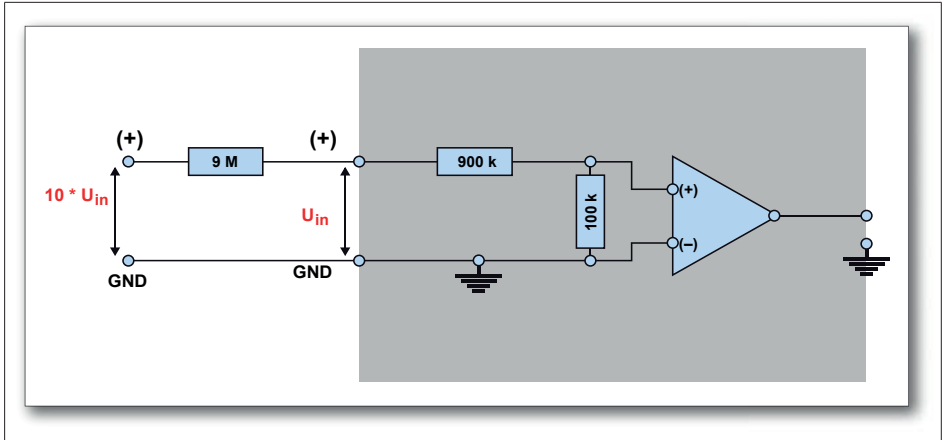 (+)
(+)
9 M
900 k
10 * Uin
Uin
100 k
(+)
(–)
GND
GND